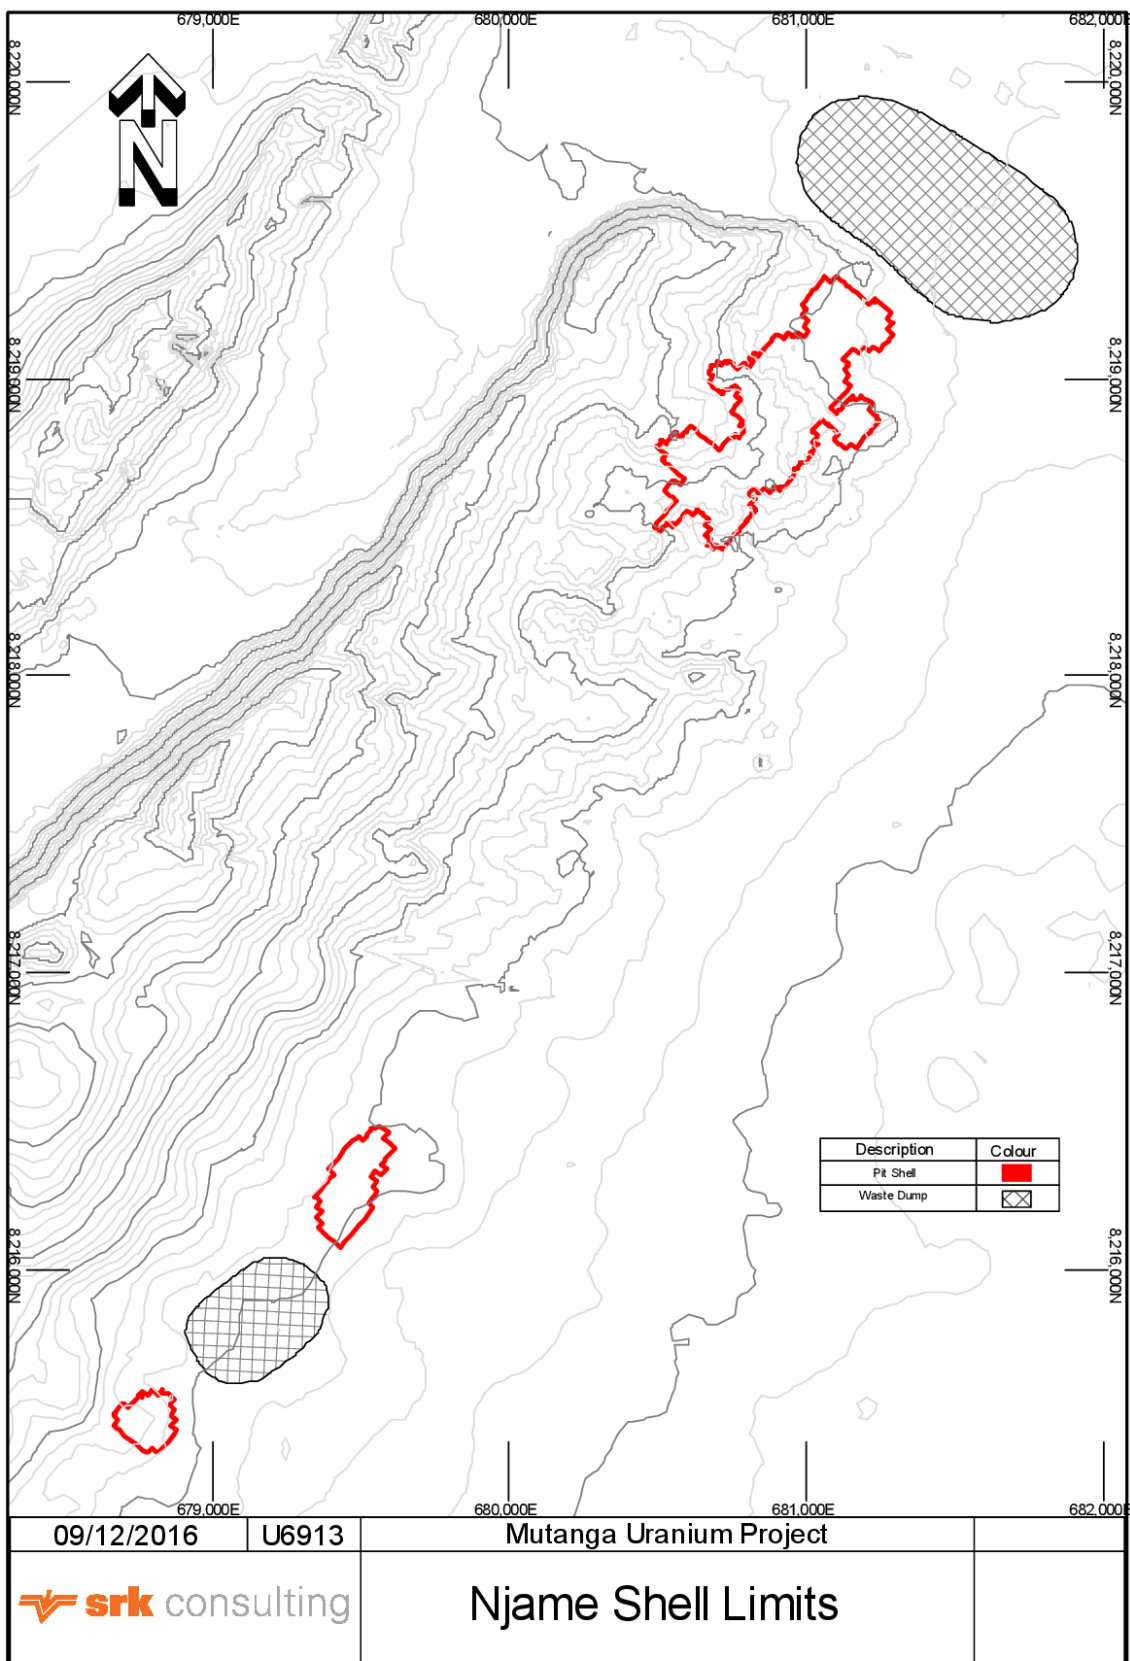 679,000E 680,000E 681,000E 682,000E
8,220,000N 8,220,000N
N
8,219,000N 8,219,000N
8,218,000N 8,218,000N
8,217,000N 8,217,000N
Description Colour
Pit Shell
Waste Dump
8,216,000N 8,216,000N
679,000E 680,000E 681,000E 682,000E
09/12/2016 U6913 Mutanga Uranium Project
srk consulting Njame Shell Limits